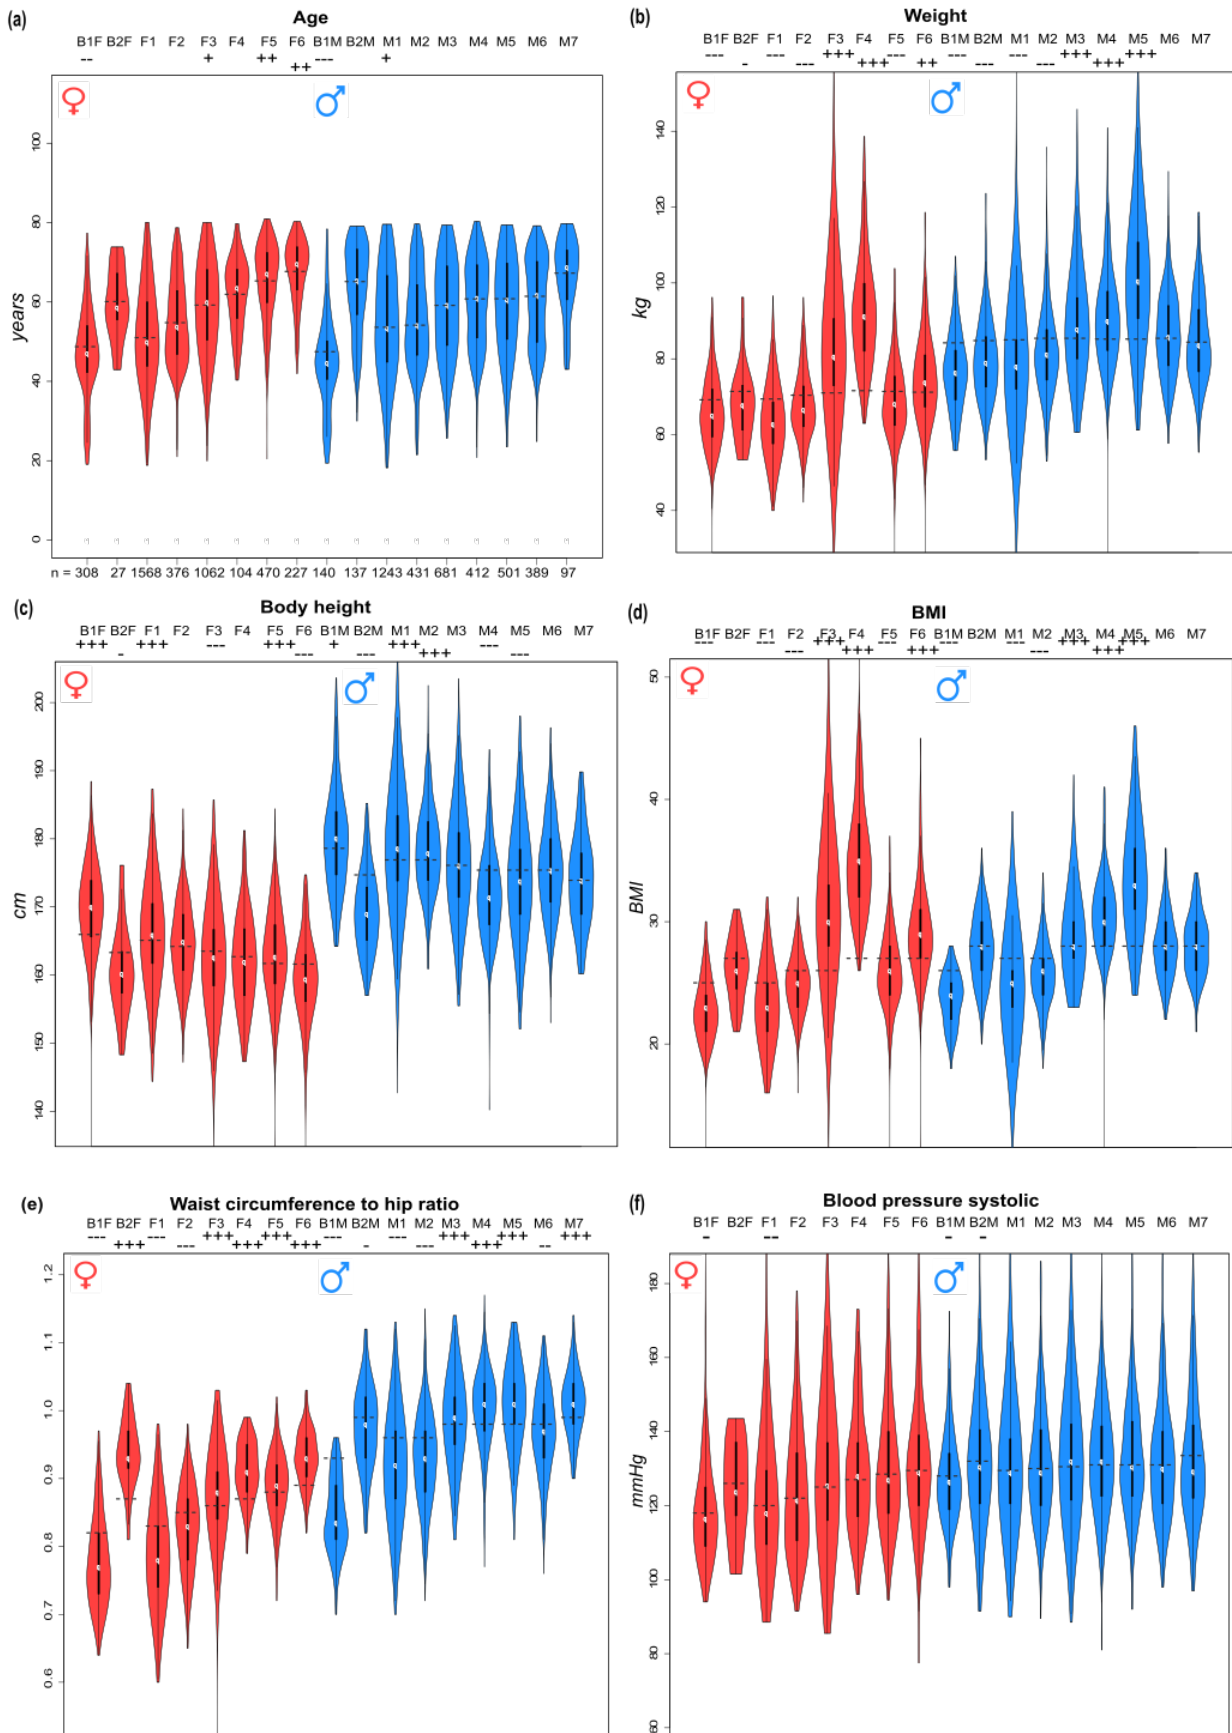 (a)
Age
B1F B2F F1 F2 F3 F4 F5 F6 B1M B2M M1 M2 M3 M4 M5 M6 M7
-- + ++ ++ --- +
years
100
80
60
40
20
0
n = 308 27 1568 376 1062 104 470 227 140 137 1243 431 681 412 501 389 97
(b)
Weight
B1F B2F F1 F2 F3 F4 F5 F6 B1M B2M M1 M2 M3 M4 M5 M6 M7
--- - --- --- +++ +++ --- ++ --- --- --- --- +++ +++ +++
kg
140
120
100
80
60
40
(c)
Body height
B1F B2F F1 F2 F3 F4 F5 F6 B1M B2M M1 M2 M3 M4 M5 M6 M7
+++ - +++ --- +++ --- + --- +++ +++ --- ---
cm
200
190
180
170
160
150
140
(d)
BMI
B1F B2F F1 F2 F3 F4 F5 F6 B1M B2M M1 M2 M3 M4 M5 M6 M7
--- --- --- +++ +++ --- +++ --- --- --- +++ +++ +++
BMI
50
40
30
20
(e)
Waist circumference to hip ratio
B1F B2F F1 F2 F3 F4 F5 F6 B1M B2M M1 M2 M3 M4 M5 M6 M7
--- +++ --- --- +++ +++ +++ +++ --- - --- --- +++ +++ +++ -- +++
1.2
1.1
1.0
0.9
0.8
0.7
0.6
(f)
Blood pressure systolic
B1F B2F F1 F2 F3 F4 F5 F6 B1M B2M M1 M2 M3 M4 M5 M6 M7
- -- - -
mmHg
180
160
140
120
100
80
60